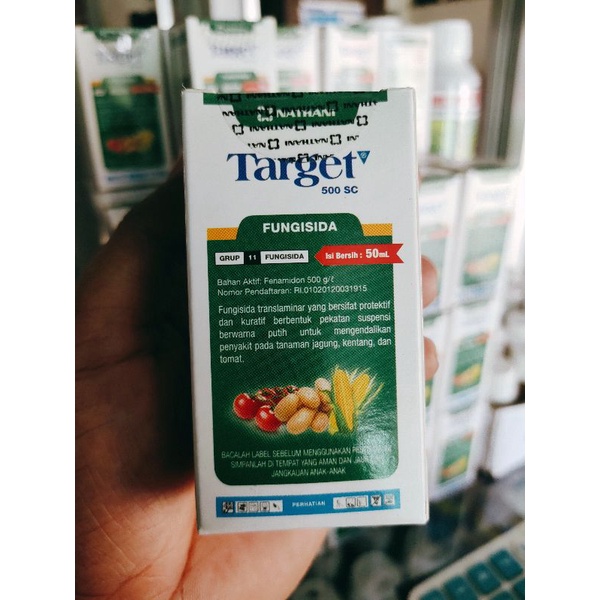 NATHANI
Target
500 SC
FUNGISIDA
GRUP 11 FUNGISIDA
Isi Bersih : 50mL
Bahan Aktif: Fenamidon 500 g/ℓ
Nomor Pendaftaran: RI.01020120031915
Fungisida translaminar yang bersifat protektif
dan kuratif berbentuk pekatan suspensi
berwarna putih untuk mengendalikan
penyakit pada tanaman jagung, kentang, dan
tomat.
BACALAH LABEL SEBELUM MENGGUNAKAN
SIMPANLAH DI TEMPAT YANG AMAN DAN
JANGKAUAN ANAK-ANAK
PERHATIAN